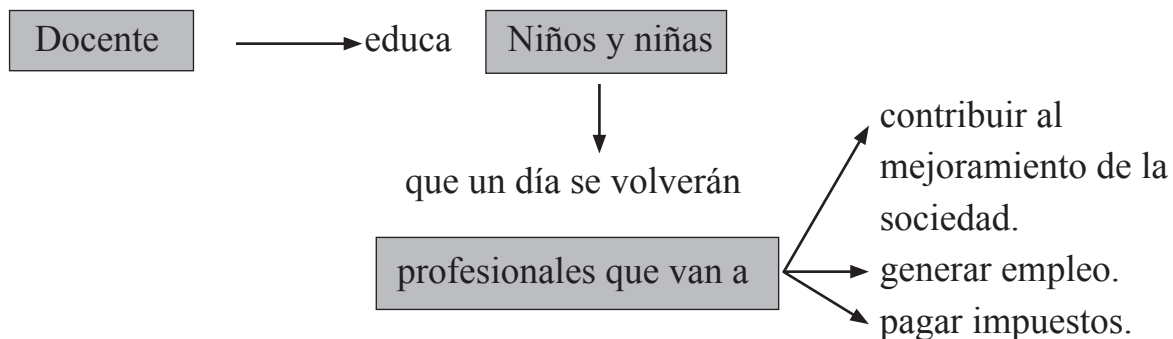 Docente educa Niños y niñas
que un día se volverán
profesionales que van a
contribuir al
mejoramiento de la
sociedad.
generar empleo.
pagar impuestos.